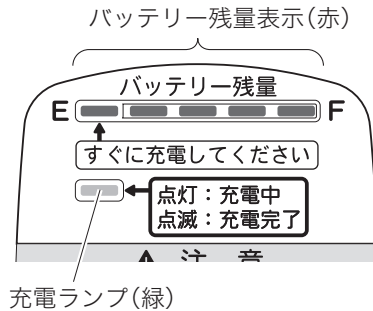 バッテリー残量表示(赤)
バッテリー残量
E F
すぐに充電してください
点灯：充電中
点滅：充電完了
注 意
充電ランプ(緑)